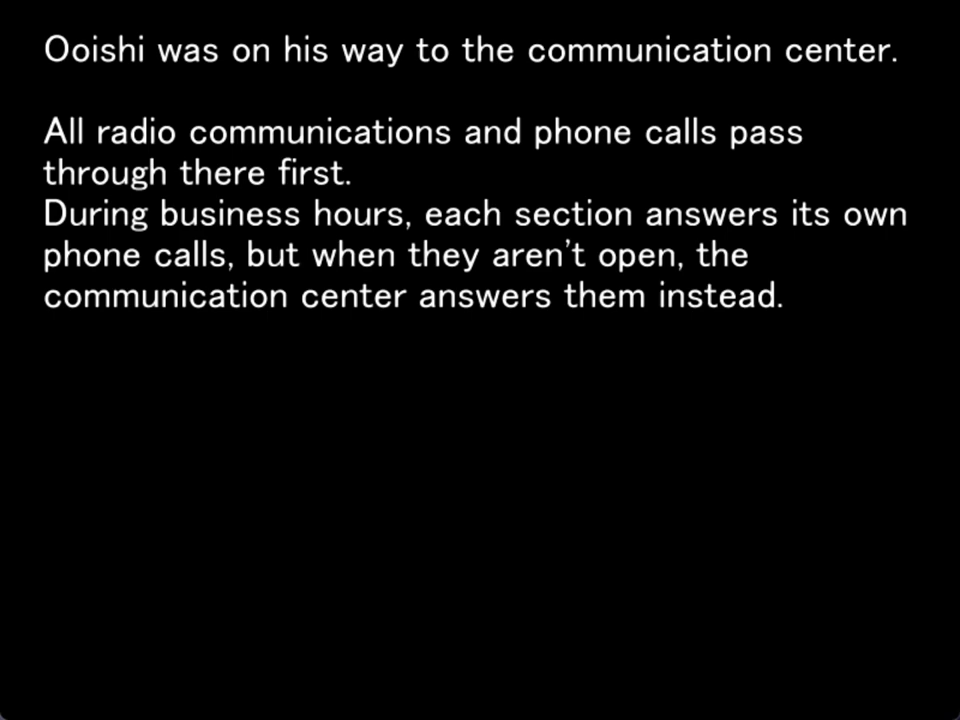 Ooishi was on his way to the communication center.
All radio communications and phone calls pass
through there first.
During business hours, each section answers its own
phone calls, but when they aren’t open, the
communication center answers them instead.